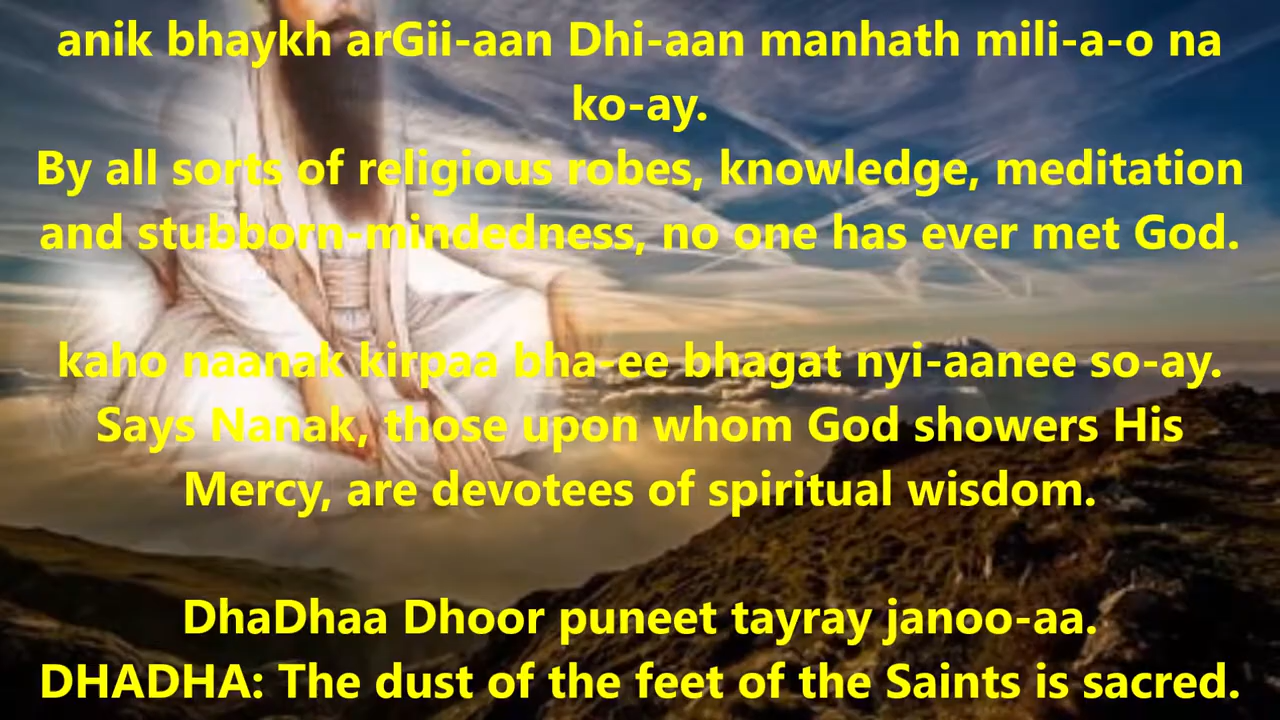 anik bhaykh arGii-aan Dhi-aan manhath mili-a-o na
ko-ay.
By all sorts of religious robes, knowledge, meditation
and stubborn-mindedness, no one has ever met God.
kaho naanak kirpaa bha-ee bhagat nyi-aanee so-ay.
Says Nanak, those upon whom God showers His
Mercy, are devotees of spiritual wisdom.
DhaDhaa Dhoor puneet tayray janoo-aa.
DHADHA: The dust of the feet of the Saints is sacred.